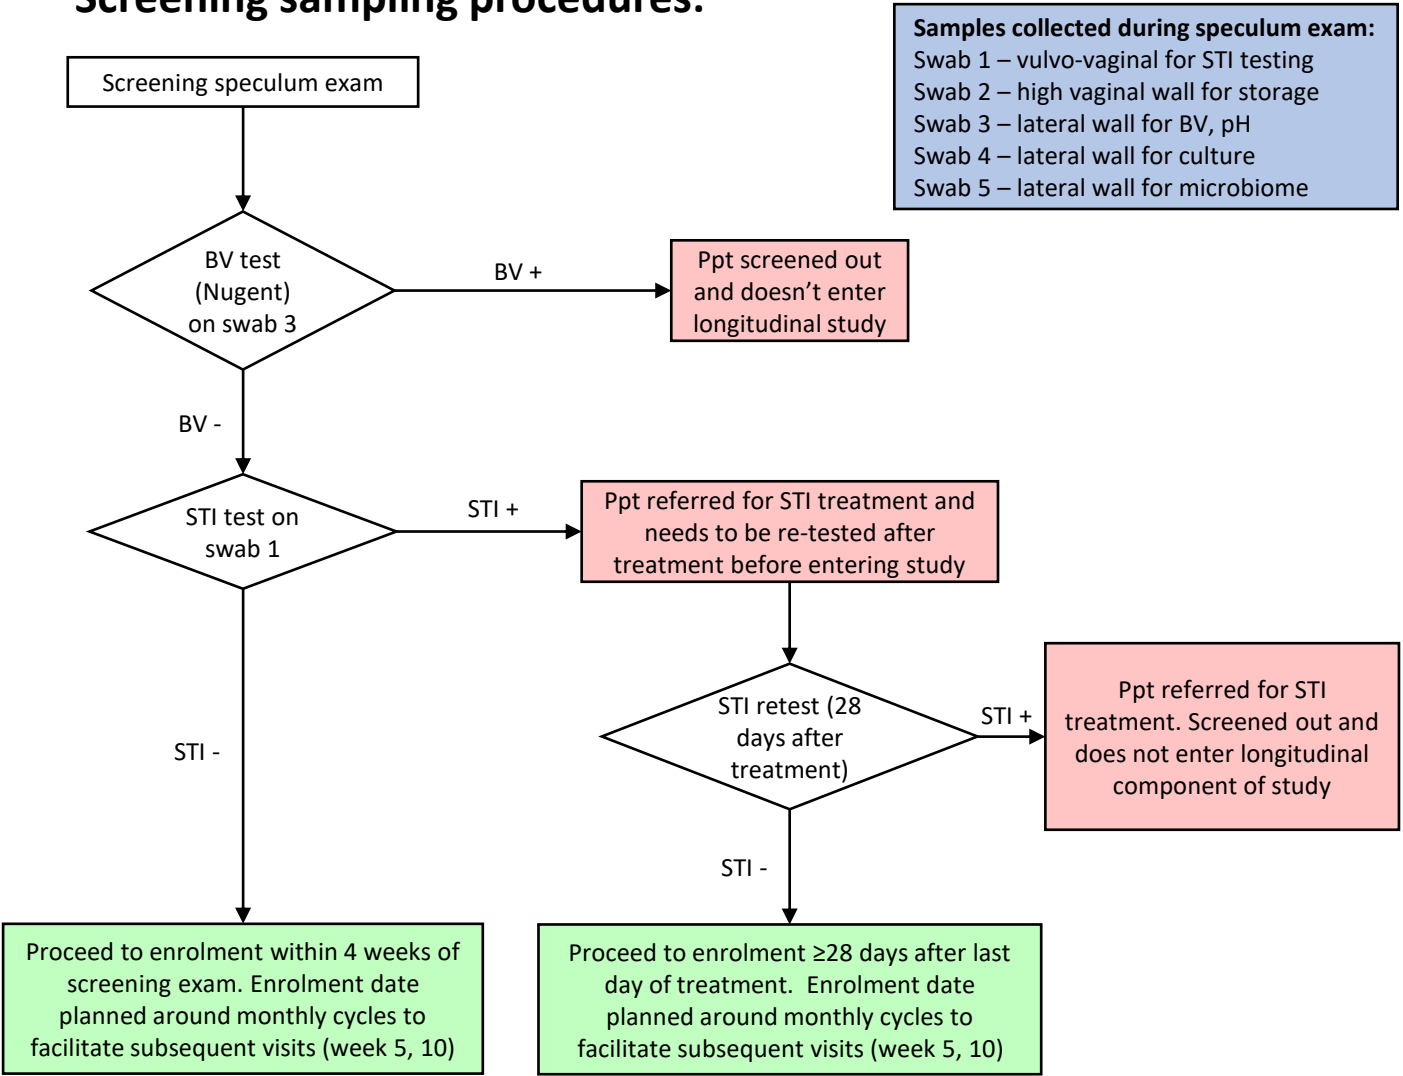 Screening sampling procedures:
Samples collected during speculum exam:
Swab 1 – vulvo-vaginal for STI testing
Swab 2 – high vaginal wall for storage
Swab 3 – lateral wall for BV, pH
Swab 4 – lateral wall for culture
Swab 5 – lateral wall for microbiome
Screening speculum exam
BV test
(Nugent)
on swab 3
BV +
Ppt screened out
and doesn’t enter
longitudinal study
BV -
STI test on
swab 1
STI +
Ppt referred for STI treatment and
needs to be re-tested after
treatment before entering study
STI retest (28
days after
treatment)
STI +
Ppt referred for STI
treatment. Screened out and
does not enter longitudinal
component of study
STI -
STI -
Proceed to enrolment within 4 weeks of
screening exam. Enrolment date
planned around monthly cycles to
facilitate subsequent visits (week 5, 10)
Proceed to enrolment ≥28 days after last
day of treatment.  Enrolment date
planned around monthly cycles to
facilitate subsequent visits (week 5, 10)